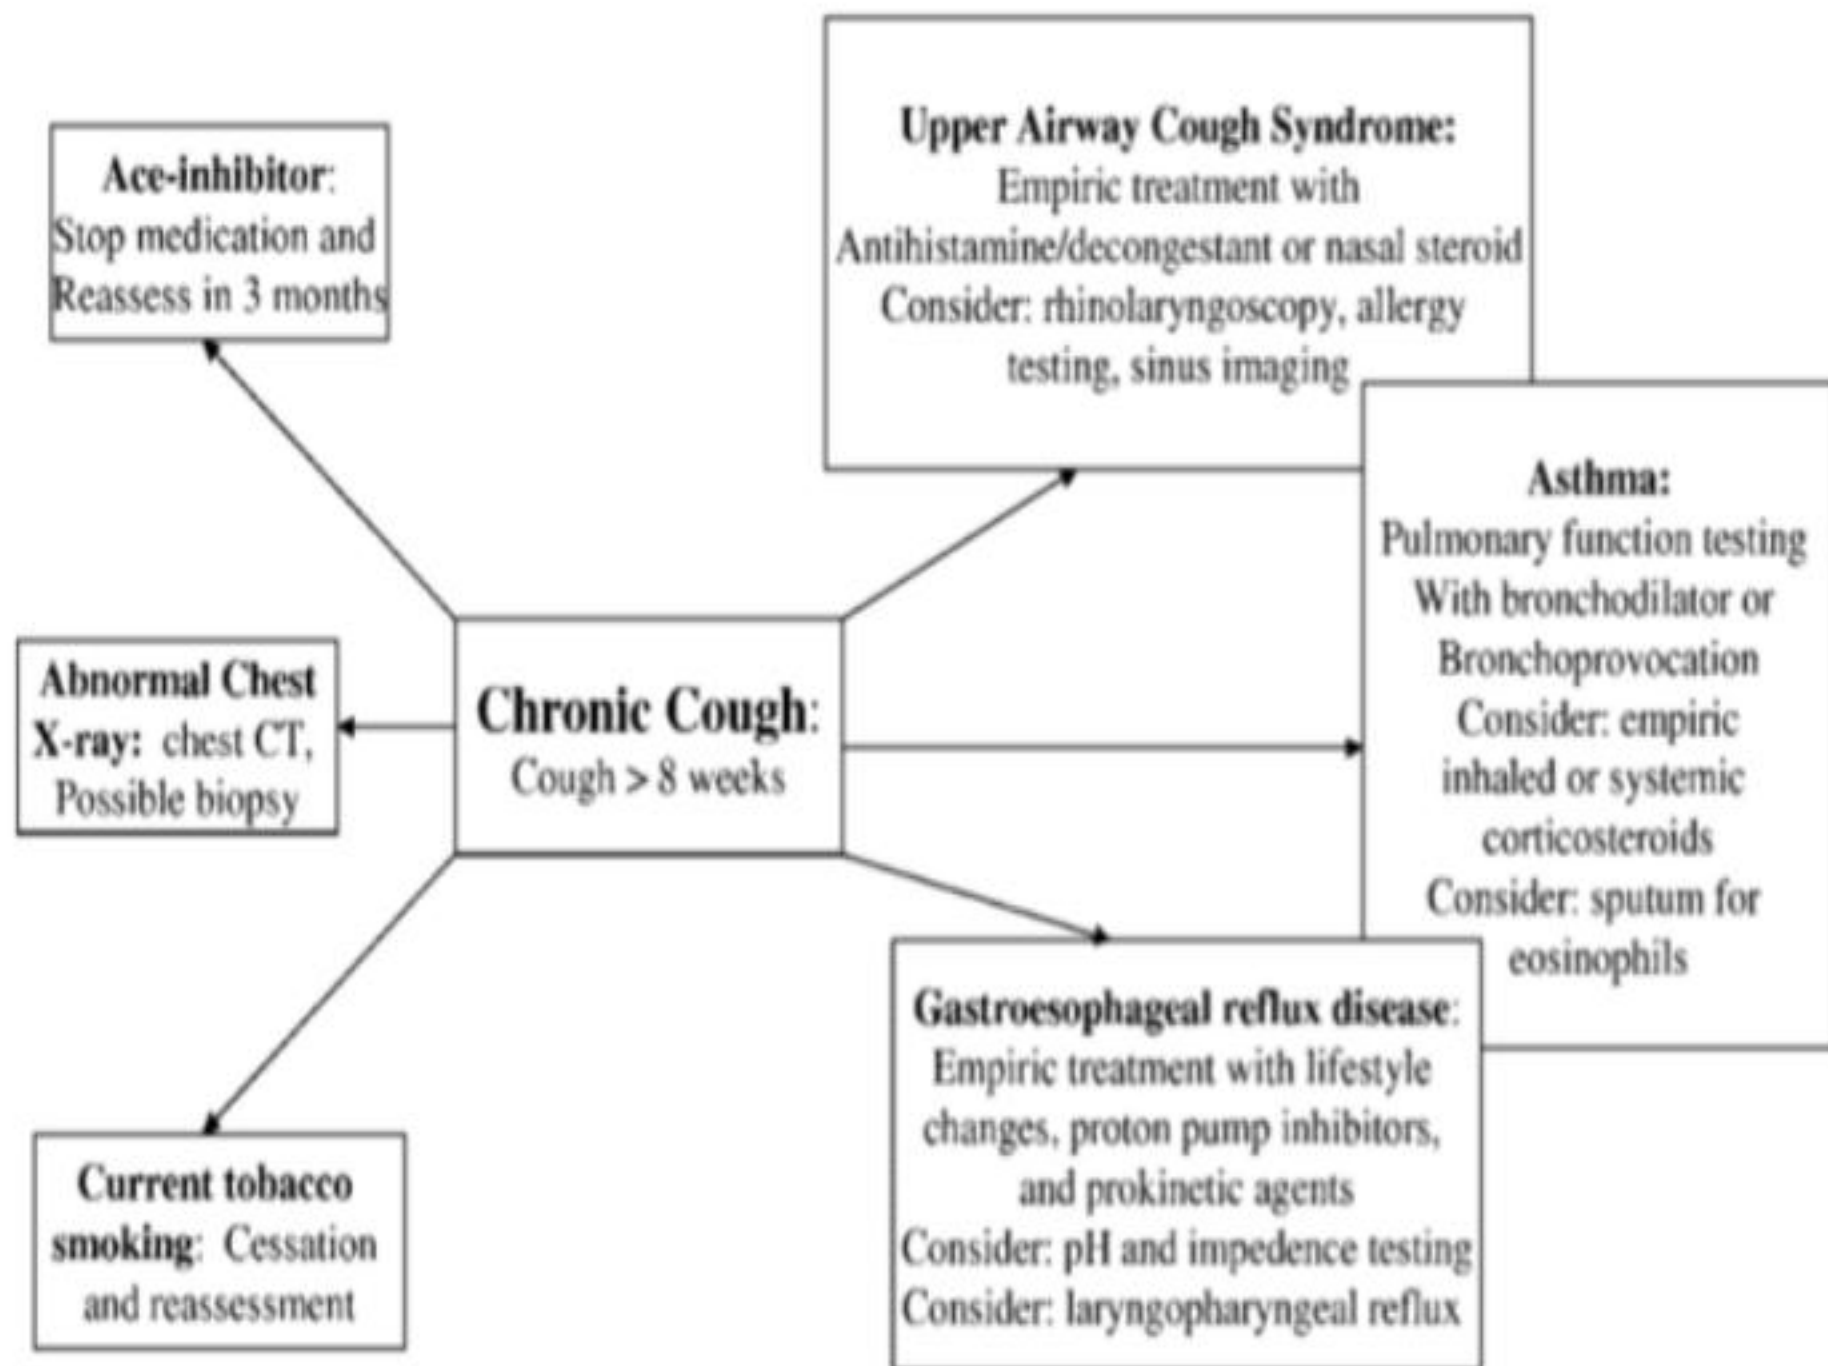 Ace-inhibitor:
Stop medication and
Reassess in 3 months
Upper Airway Cough Syndrome:
Empiric treatment with
Antihistamine/decongestant or nasal steroid
Consider: rhinolaryngoscopy, allergy
testing, sinus imaging
Abnormal Chest
X-ray: chest CT,
Possible biopsy
Chronic Cough:
Cough > 8 weeks
Asthma:
Pulmonary function testing
With bronchodilator or
Bronchoprovocation
Consider: empiric
inhaled or systemic
corticosteroids
Consider: sputum for
eosinophils
Current tobacco
smoking: Cessation
and reassessment
Gastroesophageal reflux disease:
Empiric treatment with lifestyle
changes, proton pump inhibitors,
and prokinetic agents
Consider: pH and impedence testing
Consider: laryngopharyngeal reflux